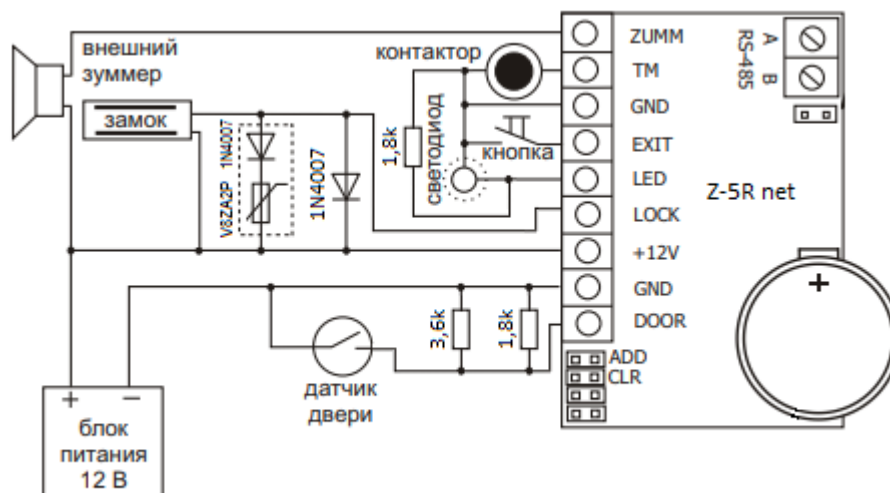 внешний
зуммер
замок
1N4007
V8ZA2P
1N4007
1,8k
контактор
кнопка
светодиод
ZUMM
TM
GND
EXIT
LED
LOCK
+12V
GND
DOOR
A
B
RS-485
Z-5R net
+
3,6k
1,8k
датчик
двери
ADD
CLR
+ −
блок
питания
12 В